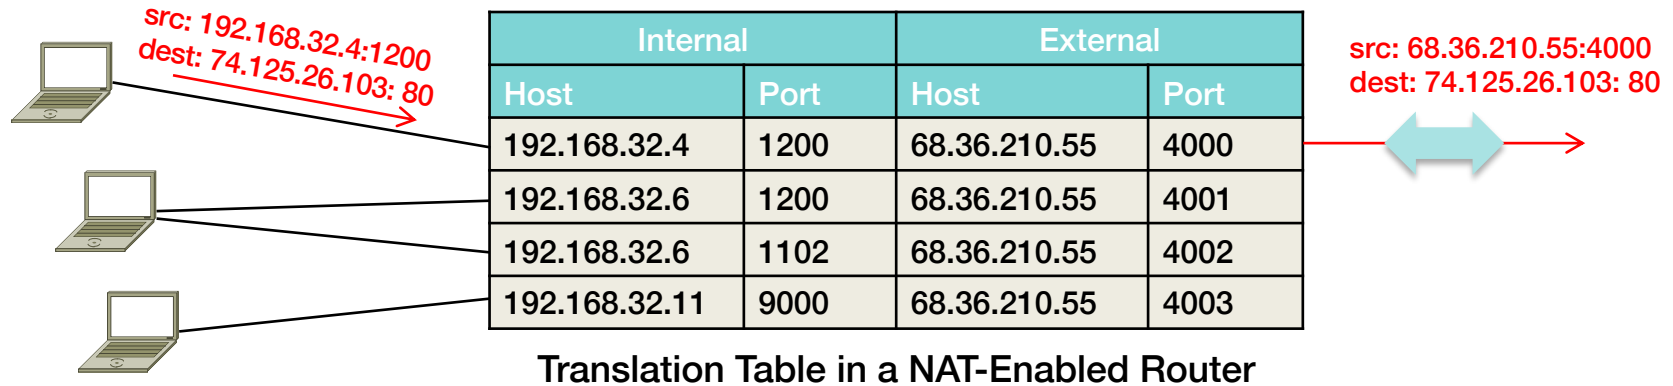 src: 192.168.32.4:1200
dest: 74.125.26.103: 80
Internal External
Host Port Host Port
192.168.32.4 1200 68.36.210.55 4000
192.168.32.6 1200 68.36.210.55 4001
192.168.32.6 1102 68.36.210.55 4002
192.168.32.11 9000 68.36.210.55 4003
src: 68.36.210.55:4000
dest: 74.125.26.103: 80
Translation Table in a NAT-Enabled Router